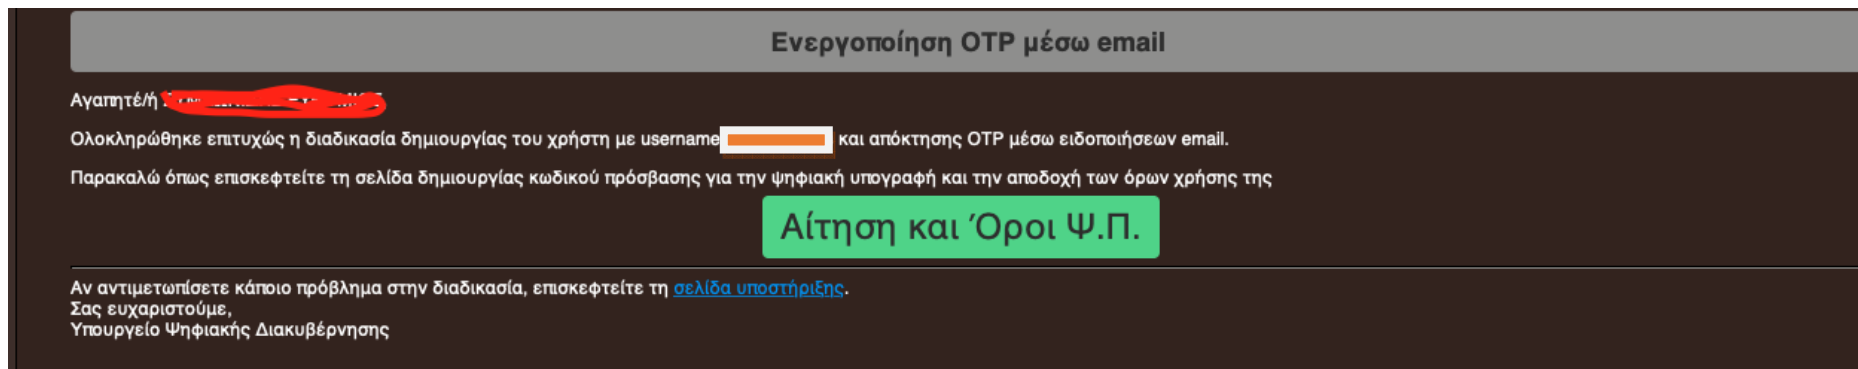 Ενεργοποίηση OTP μέσω email
Αγαπητέ/ή
Ολοκληρώθηκε επιτυχώς η διαδικασία δημιουργίας του χρήστη με username και απόκτησης OTP μέσω ειδοποιήσεων email.
Παρακαλώ όπως επισκεφτείτε τη σελίδα δημιουργίας κωδικού πρόσβασης για την ψηφιακή υπογραφή και την αποδοχή των όρων χρήσης της
Αίτηση και Όροι Ψ.Π.
Αν αντιμετωπίσετε κάποιο πρόβλημα στην διαδικασία, επισκεφτείτε τη σελίδα υποστήριξης.
Σας ευχαριστούμε,
Υπουργείο Ψηφιακής Διακυβέρνησης